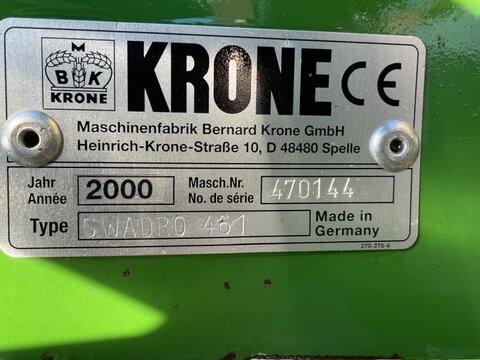 M
B K
KRONE
KRONE CE
Maschinenfabrik Bernard Krone GmbH
Heinrich-Krone-Straße 10, D 48480 Spelle
Jahr
Année
2000
Masch.Nr.
No. de série
470144
Type
SWADRO 461
Made in
Germany
270-278-6